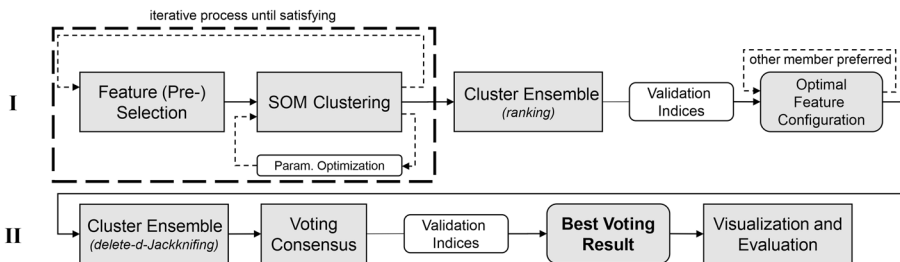 iterative process until satisfying
I
Feature (Pre-)
Selection
SOM Clustering
Param. Optimization
Cluster Ensemble
(ranking)
Validation
Indices
other member preferred
Optimal
Feature
Configuration
II
Cluster Ensemble
(delete-d-Jackknifing)
Voting
Consensus
Validation
Indices
Best Voting
Result
Visualization and
Evaluation